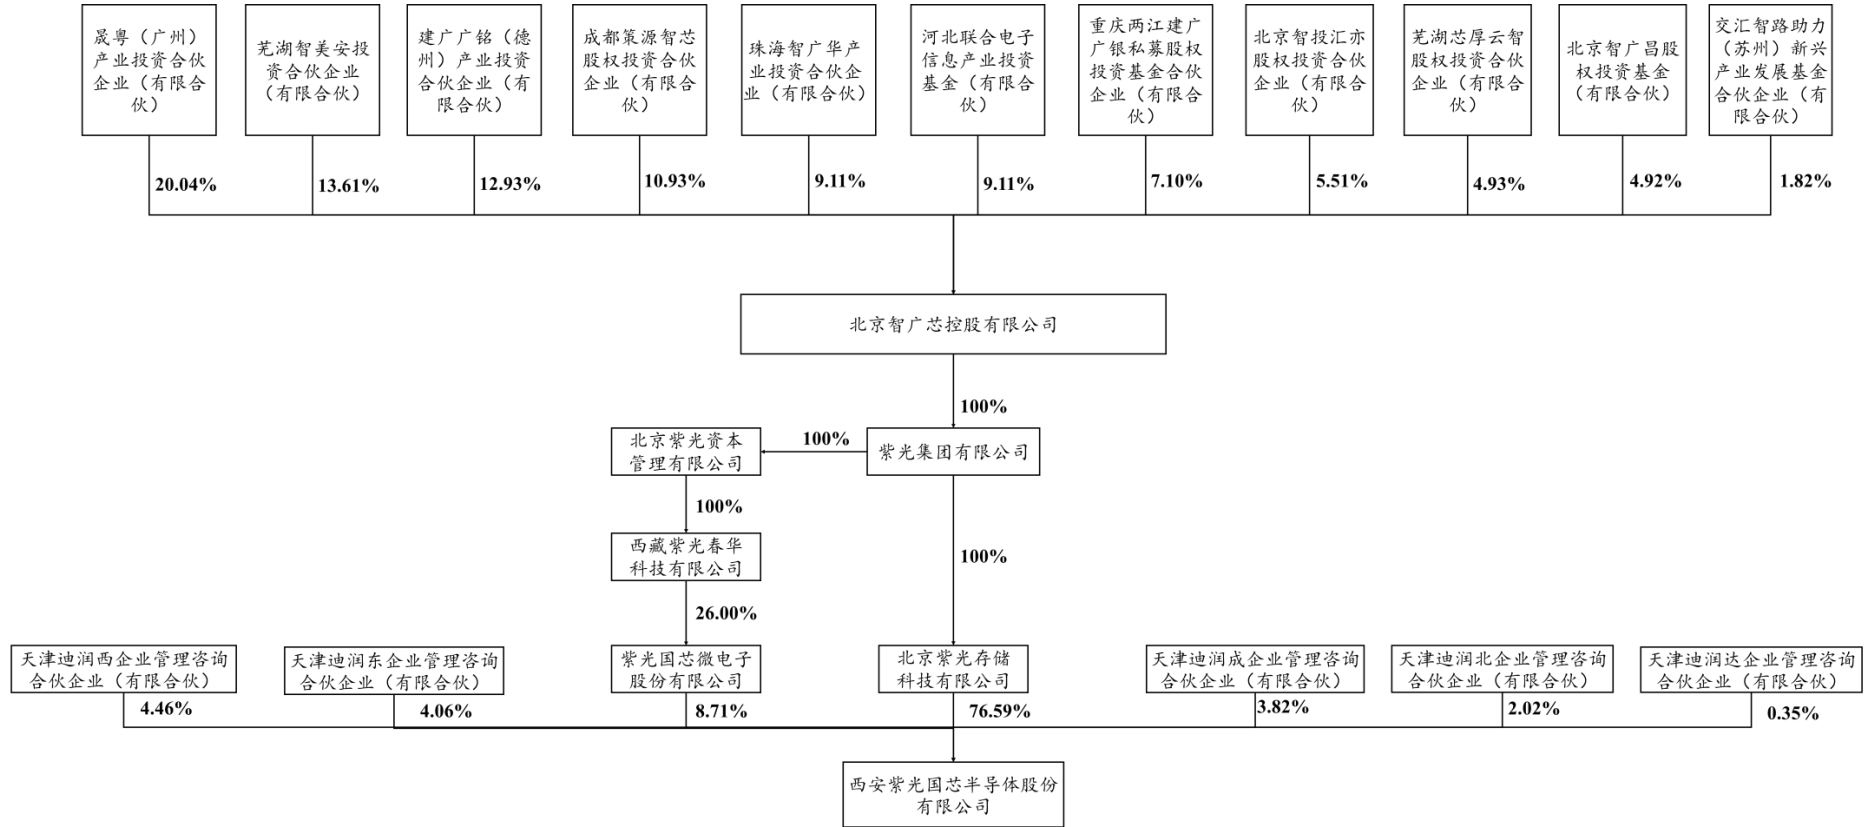 晟粤（广州）
产业投资合伙
企业（有限合
伙）
芜湖智美安投
资合伙企业
（有限合伙）
建广广铭（德
州）产业投资
合伙企业（有
限合伙）
成都策源智芯
股权投资合伙
企业（有限合
伙）
珠海智广华产
业投资合伙企
业（有限合伙）
河北联合电子
信息产业投资
基金（有限合
伙）
重庆两江建广
广银私募股权
投资基金合伙
企业（有限合
伙）
北京智投汇亦
股权投资合伙
企业（有限合
伙）
芜湖芯厚云智
股权投资合伙
企业（有限合
伙）
北京智广昌股
权投资基金
（有限合伙）
交汇智路助力
（苏州）新兴
产业发展基金
合伙企业（有
限合伙）
20.04%
13.61%
12.93%
10.93%
9.11%
9.11%
7.10%
5.51%
4.93%
4.92%
1.82%
北京智广芯控股有限公司
100%
北京紫光资本
管理有限公司
100%
紫光集团有限公司
100%
西藏紫光春华
科技有限公司
100%
26.00%
天津迪润西企业管理咨询
合伙企业（有限合伙）
天津迪润东企业管理咨询
合伙企业（有限合伙）
紫光国芯微电子
股份有限公司
北京紫光存储
科技有限公司
天津迪润成企业管理咨询
合伙企业（有限合伙）
天津迪润北企业管理咨询
合伙企业（有限合伙）
天津迪润达企业管理咨询
合伙企业（有限合伙）
4.46%
4.06%
8.71%
76.59%
3.82%
2.02%
0.35%
西安紫光国芯半导体股份
有限公司